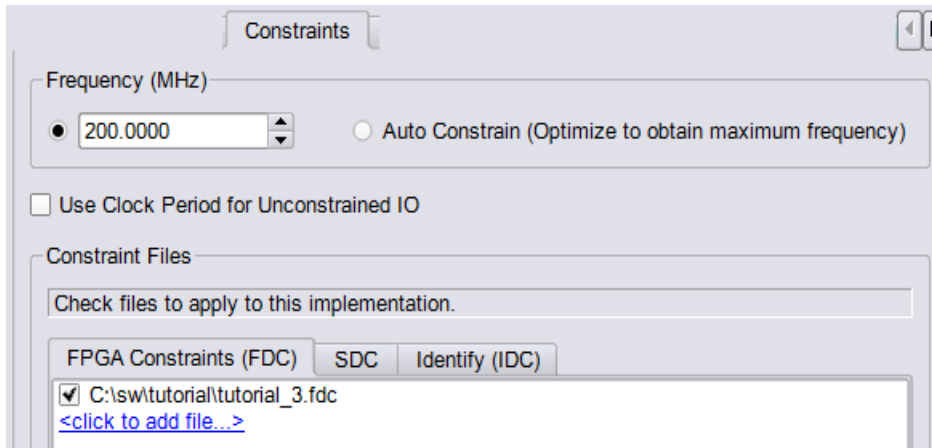 Constraints
Frequency (MHz)
200.0000
Auto Constrain (Optimize to obtain maximum frequency)
Use Clock Period for Unconstrained IO
Constraint Files
Check files to apply to this implementation.
FPGA Constraints (FDC) SDC Identify (IDC)
C:\sw\tutorial\tutorial_3.fdc
<click to add file...>